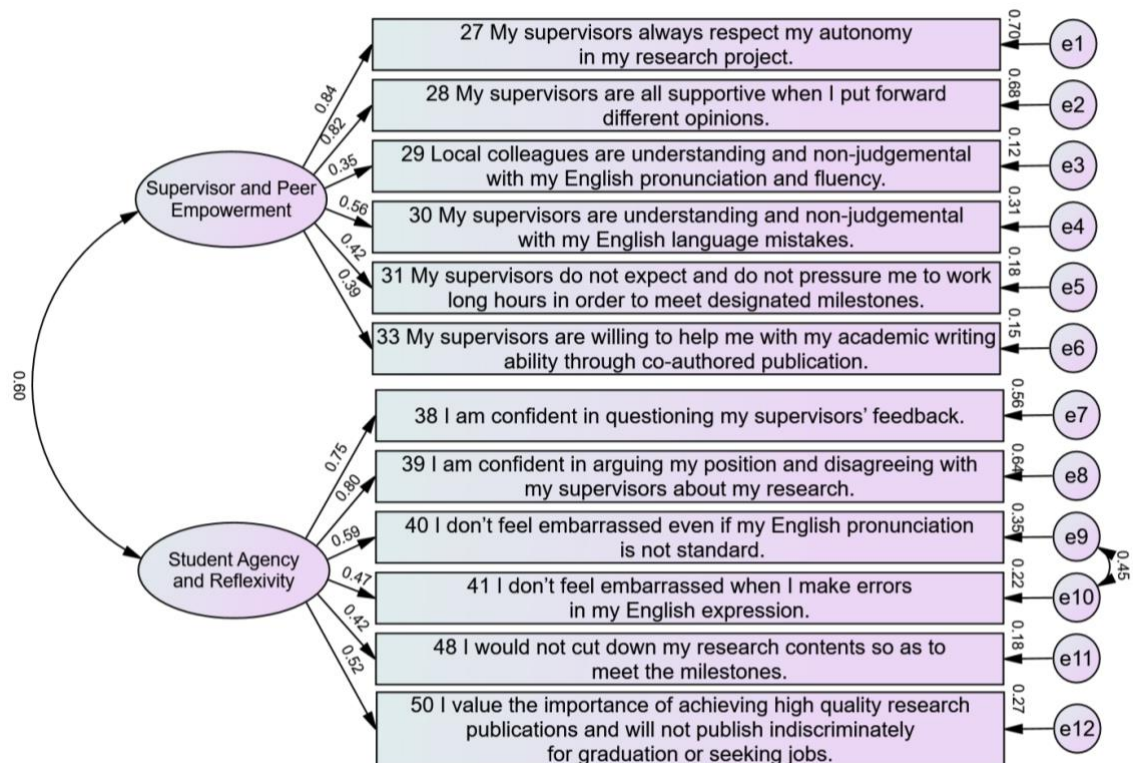 0.70
27 My supervisors always respect my autonomy
in my research project.
e1
0.84
0.68
28 My supervisors are all supportive when I put forward
different opinions.
e2
0.82
0.12
29 Local colleagues are understanding and non-judgemental
with my English pronunciation and fluency.
e3
0.35
Supervisor and Peer
Empowerment
0.56
0.31
30 My supervisors are understanding and non-judgemental
with my English language mistakes.
e4
0.42
0.18
31 My supervisors do not expect and do not pressure me to work
long hours in order to meet designated milestones.
e5
0.39
0.15
33 My supervisors are willing to help me with my academic writing
ability through co-authored publication.
e6
0.60
0.56
38 I am confident in questioning my supervisors' feedback.
e7
0.75
0.64
39 I am confident in arguing my position and disagreeing with
my supervisors about my research.
e8
0.80
0.35
40 I don't feel embarrassed even if my English pronunciation
is not standard.
e9
0.59
0.45
Student Agency
and Reflexivity
0.47
0.22
41 I don't feel embarrassed when I make errors
in my English expression.
e10
0.42
0.18
48 I would not cut down my research contents so as to
meet the milestones.
e11
0.52
0.27
50 I value the importance of achieving high quality research
publications and will not publish indiscriminately
for graduation or seeking jobs.
e12